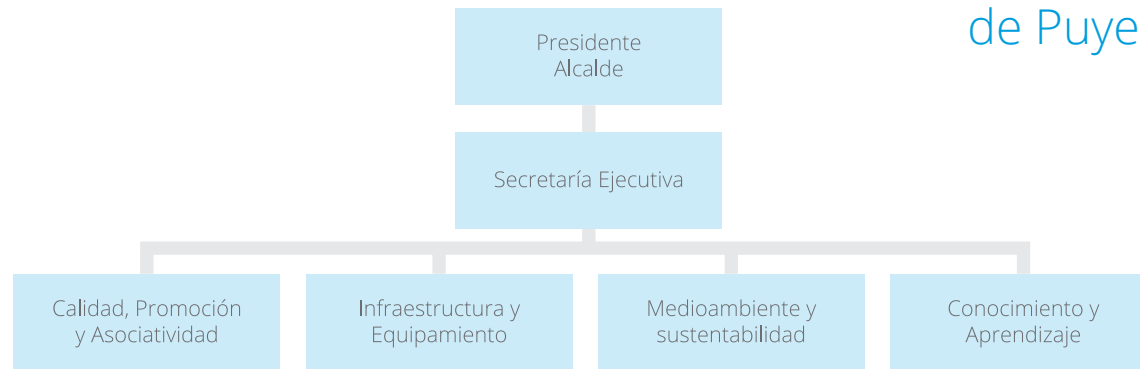 de Puye
Presidente
Alcalde
Secretaría Ejecutiva
Calidad, Promoción
y Asociatividad
Infraestructura y
Equipamiento
Medioambiente y
sustentabilidad
Conocimiento y
Aprendizaje